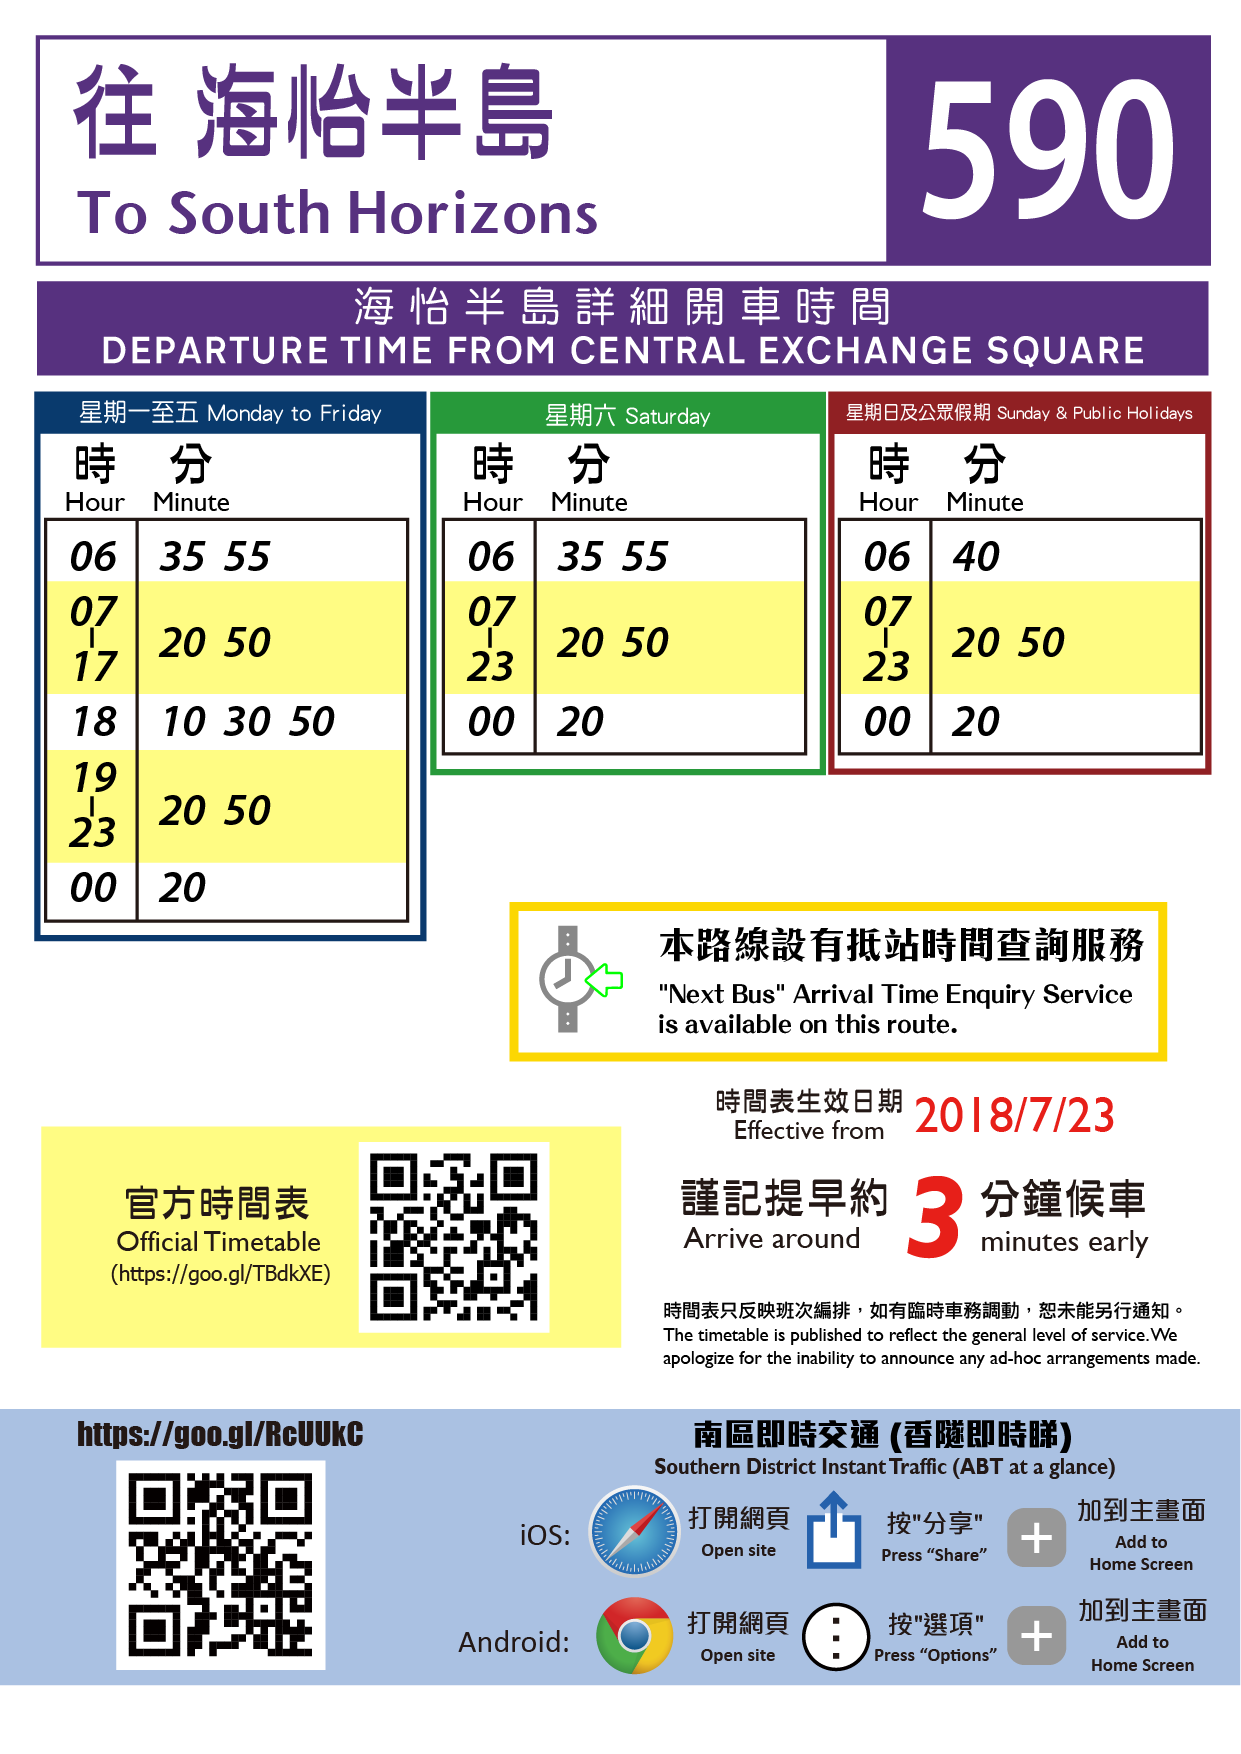 往 海怡半島
To South Horizons
590
海怡半島詳細開車時間
DEPARTURE TIME FROM CENTRAL EXCHANGE SQUARE
星期一至五 Monday to Friday
時 分
Hour Minute
06 35 55
07
|
17
20 50
18 10 30 50
19
|
23
20 50
00 20
星期六 Saturday
時 分
Hour Minute
06 35 55
07
|
23
20 50
00 20
星期日及公眾假期 Sunday & Public Holidays
時 分
Hour Minute
06 40
07
|
23
20 50
00 20
本路線設有抵站時間查詢服務
"Next Bus" Arrival Time Enquiry Service
is available on this route.
時間表生效日期
Effective from
2018/7/23
官方時間表
Official Timetable
(https://goo.gl/TBdkXE)
謹記提早約 3 分鐘候車
Arrive around minutes early
時間表只反映班次編排，如有臨時車務調動，恕未能另行通知。
The timetable is published to reflect the general level of service. We
apologize for the inability to announce any ad-hoc arrangements made.
https://goo.gl/RcUUkC
南區即時交通 (香隧即時睇)
Southern District Instant Traffic (ABT at a glance)
iOS:
打開網頁
Open site
按"分享"
Press “Share”
加到主畫面
Add to
Home Screen
Android:
打開網頁
Open site
按"選項"
Press “Options”
加到主畫面
Add to
Home Screen